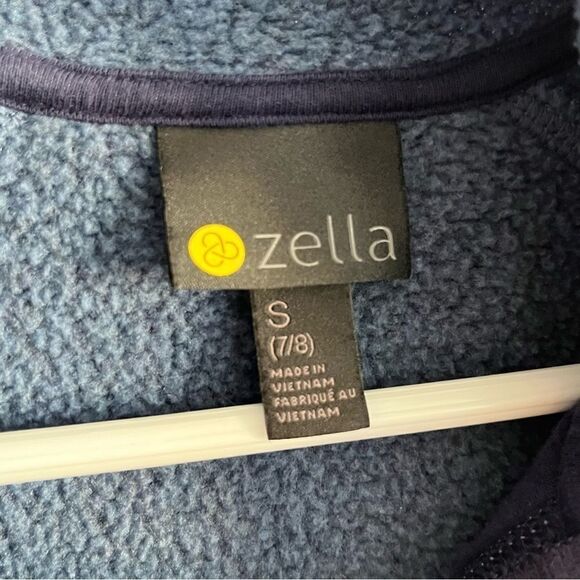 zella
S
(7/8)
MADE IN
VIETNAM
FABRIQUÉ AU
VIETNAM